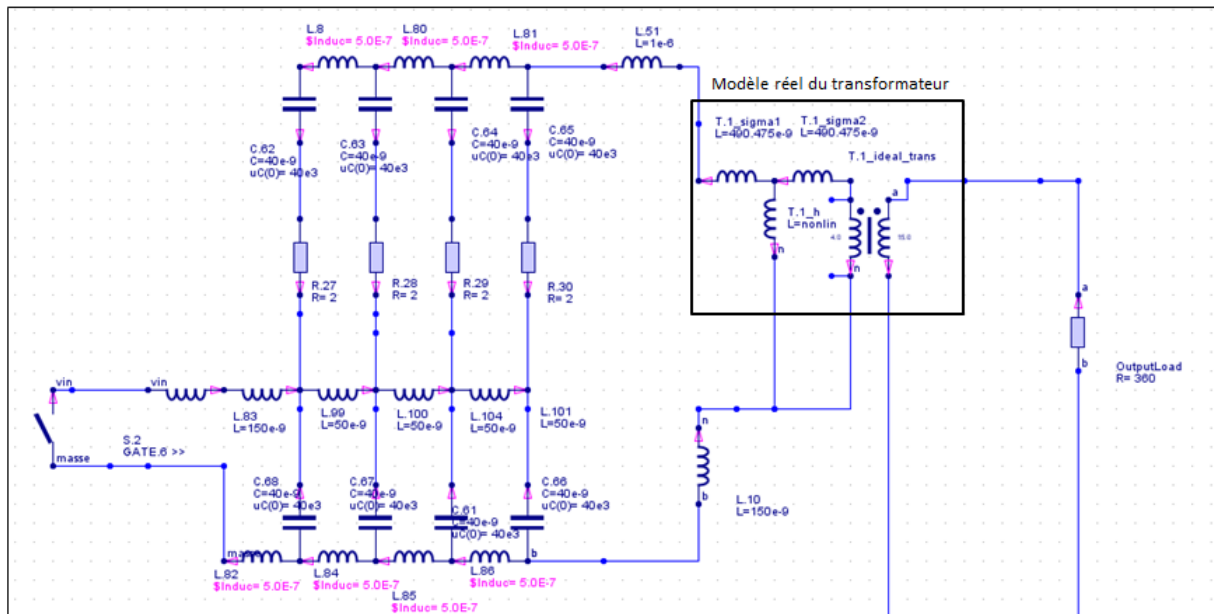 L.8
$Induc= 5.0E-7
L.80
$Induc= 5.0E-7
L.81
$Induc= 5.0E-7
L.51
L=1e-6
Modèle réel du transformateur
T.1_sigma1
L=490.475e-9
T.1_sigma2
L=490.475e-9
T.1_ideal_trans
C.62
C=40e-9
uC(0)= 40e3
C.63
C=40e-9
uC(0)= 40e3
C.64
C=40e-9
uC(0)= 40e3
C.65
C=40e-9
uC(0)= 40e3
a
T.1_h
L=nonlin
4.0
15.0
n
n
R.27
R= 2
R.28
R= 2
R.29
R= 2
R.30
R= 2
a
b
OutputLoad
R= 360
vin
vin
L.83
L=150e-9
L.99
L=50e-9
L.100
L=50e-9
L.104
L=50e-9
L.101
L=50e-9
S.2
GATE.6 >>
masse
n
b
L.10
L=150e-9
C.68
C=40e-9
uC(0)= 40e3
C.67
C=40e-9
uC(0)= 40e3
C.61
C=40e-9
uC(0)= 40e3
C.66
C=40e-9
uC(0)= 40e3
masse
b
L.82
$Induc= 5.0E-7
L.84
$Induc= 5.0E-7
L.85
$Induc= 5.0E-7
L.86
$Induc= 5.0E-7